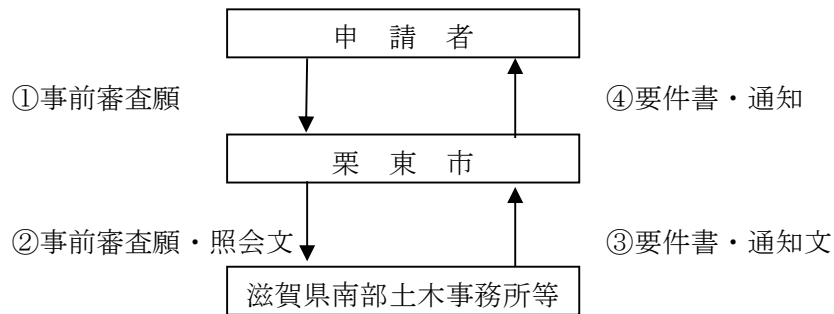 申 請 者
①事前審査願
④要件書・通知
栗 東 市
②事前審査願・照会文
③要件書・通知文
滋賀県南部土木事務所等